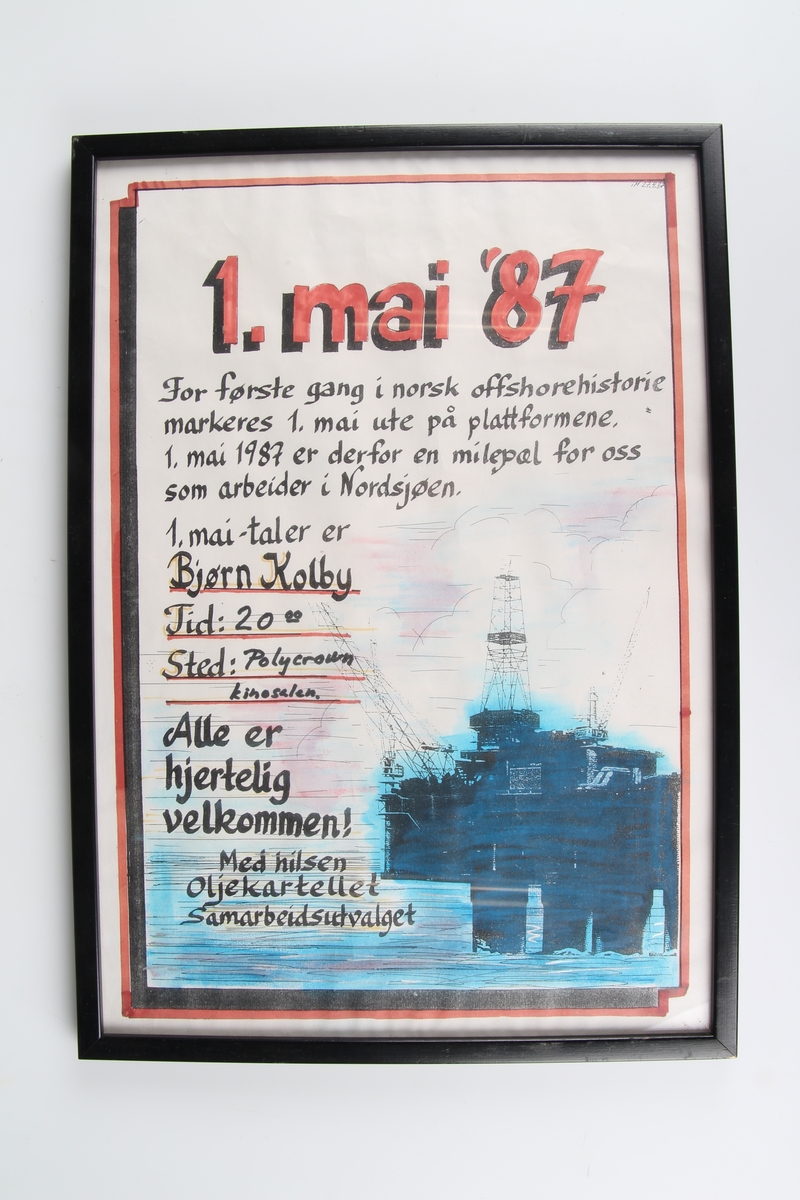 1. mai '87
For første gang i norsk offshorehistorie
markeres 1. mai ute på plattformene.
1. mai 1987 er derfor en milepæl for oss
som arbeider i Nordsjøen.
1. mai-taler er
Bjørn Kolby
Tid: 20 00
Sted: Polycrown
kinosalen.
Alle er
hjertelig
velkommen!
Med hilsen
Oljekartellet
Samarbeidsutvalget